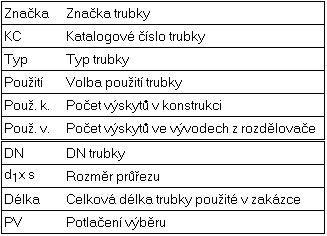 Značka Značka trubky
KC Katalogové číslo trubky
Typ Typ trubky
Použití Volba použití trubky
Použ. k. Počet výskytů v konstrukci
Použ. v. Počet výskytů ve vývodech z rozdělovače
DN DN trubky
d1x s Rozměr průřezu
Délka Celková délka trubky použité v zakázce
PV Potlačení výběru